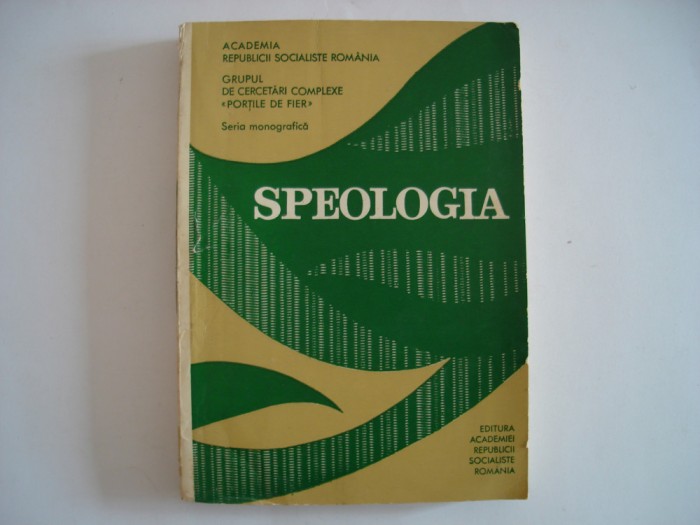 ACADEMIA
REPUBLICII SOCIALISTE ROMÂNIA
GRUPUL
DE CERCETĂRI COMPLEXE
«PORȚILE DE FIER»
Seria monografică
SPEOLOGIA
EDITURA
ACADEMIEI
REPUBLICII
SOCIALISTE
ROMÂNIA